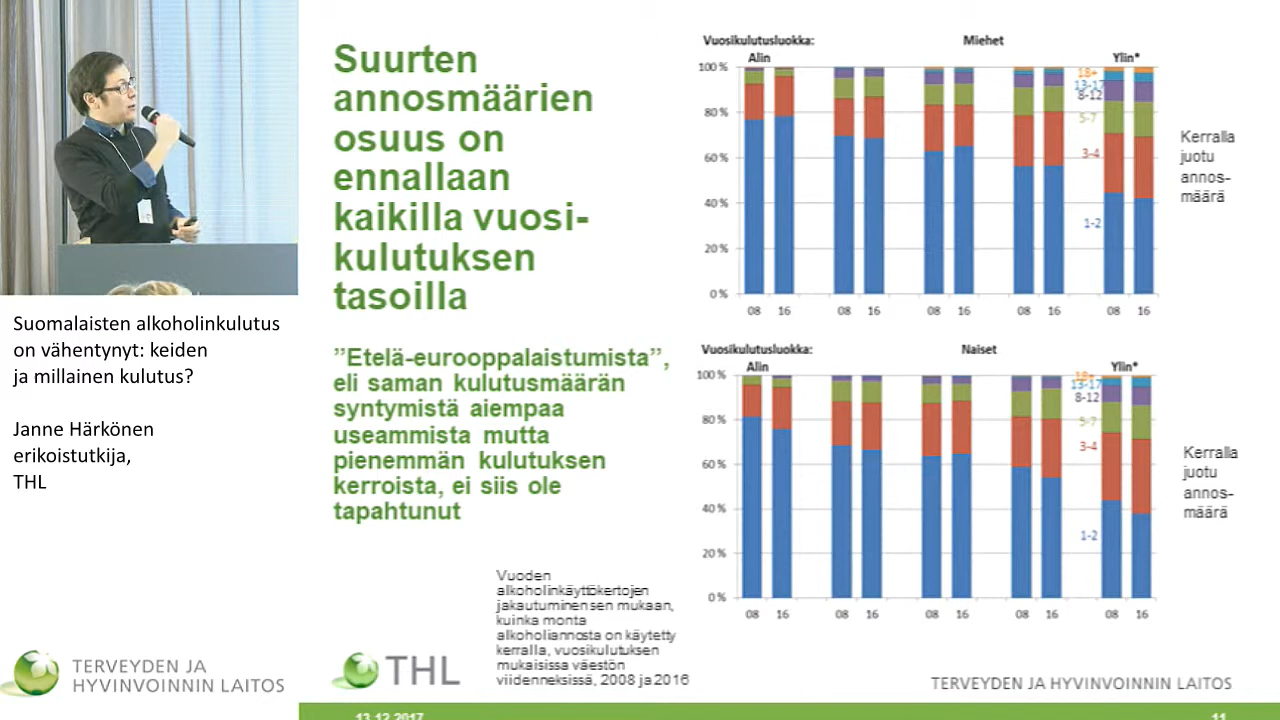 Suomalaisten alkoholinkulutus
on vähentynyt: keiden
ja millainen kulutus?
Janne Härkönen
erikoistutkija,
THL
TERVEYDEN JA
HYVINVOINNIN LAITOS
Suurten
annosmäärien
osuus on
ennallaan
kaikilla vuosi-
kulutuksen
tasoilla
”Etelä-eurooppalaistumista”,
eli saman kulutusmäärän
syntymistä aiempaa
useammista mutta
pienemmän kulutuksen
kerroista, ei siis ole
tapahtunut
Vuoden
alkoholinkäyttökertojen
jakautuminen sen mukaan,
kuinka monta
alkoholiannosta on käytetty
kerralla, vuosikulutuksen
mukaisissa väestön
viidenneksissä, 2008 ja 2016
THL
Vuosikulutusluokka: Miehet
Alin Ylin*
100 %
80 %
60 %
40 %
20 %
0 %
18+
13-17
8-12
5-7
3-4
1-2
08 16 08 16 08 16 08 16 08 16
Kerralla
juotu
annos-
määrä
Vuosikulutusluokka: Naiset
Alin Ylin*
100 %
80 %
60 %
40 %
20 %
0 %
18+
13-17
8-12
5-7
3-4
1-2
08 16 08 16 08 16 08 16 08 16
Kerralla
juotu
annos-
määrä
TERVEYDEN JA HYVINVOINNIN LAITOS
13.12.2017 11